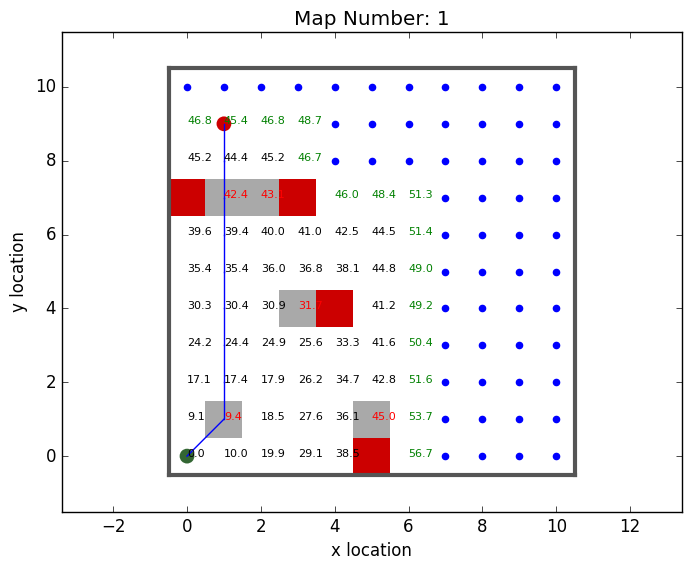 Map Number: 1
10
46.8 45.4 46.8 48.7
8
45.2 44.4 45.2 46.7
42.4 46.0 48.4 51.3
6
39.6 39.4 40.0 41.0 42.5 44.5 51.4
35.4 35.4 36.0 36.8 38.1 44.8 49.0
4
30.3 30.4 30.9 41.2 49.2
24.2 24.4 24.9 25.6 33.3 41.6 50.4
2
17.1 17.4 17.9 26.2 34.7 42.8 51.6
9.1 9.4 18.5 27.6 36.1 45.0 53.7
0
0.0 10.0 19.9 29.1 38.5 56.7
−2 0 2 4 6 8 10 12
x location
y location